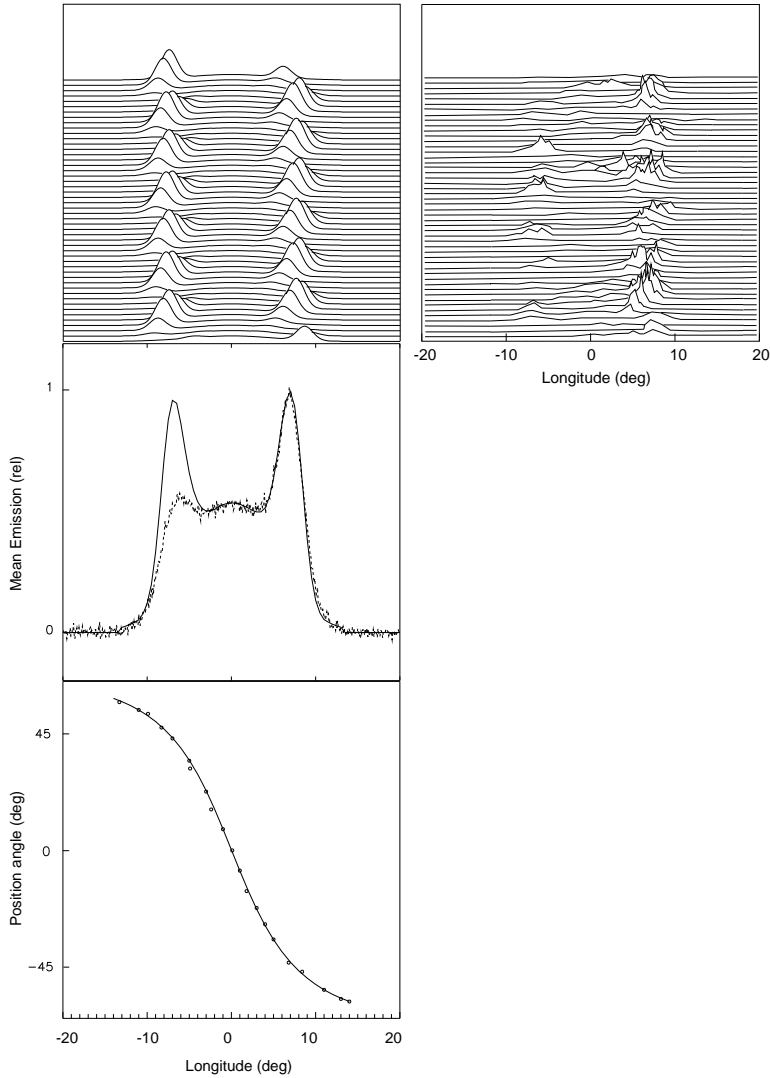 -20 -10 0 10 20
Longitude (deg)
1
0
Mean Emission (rel)
45
0
−45
Position angle (deg)
-20 -10 0 10 20
Longitude (deg)